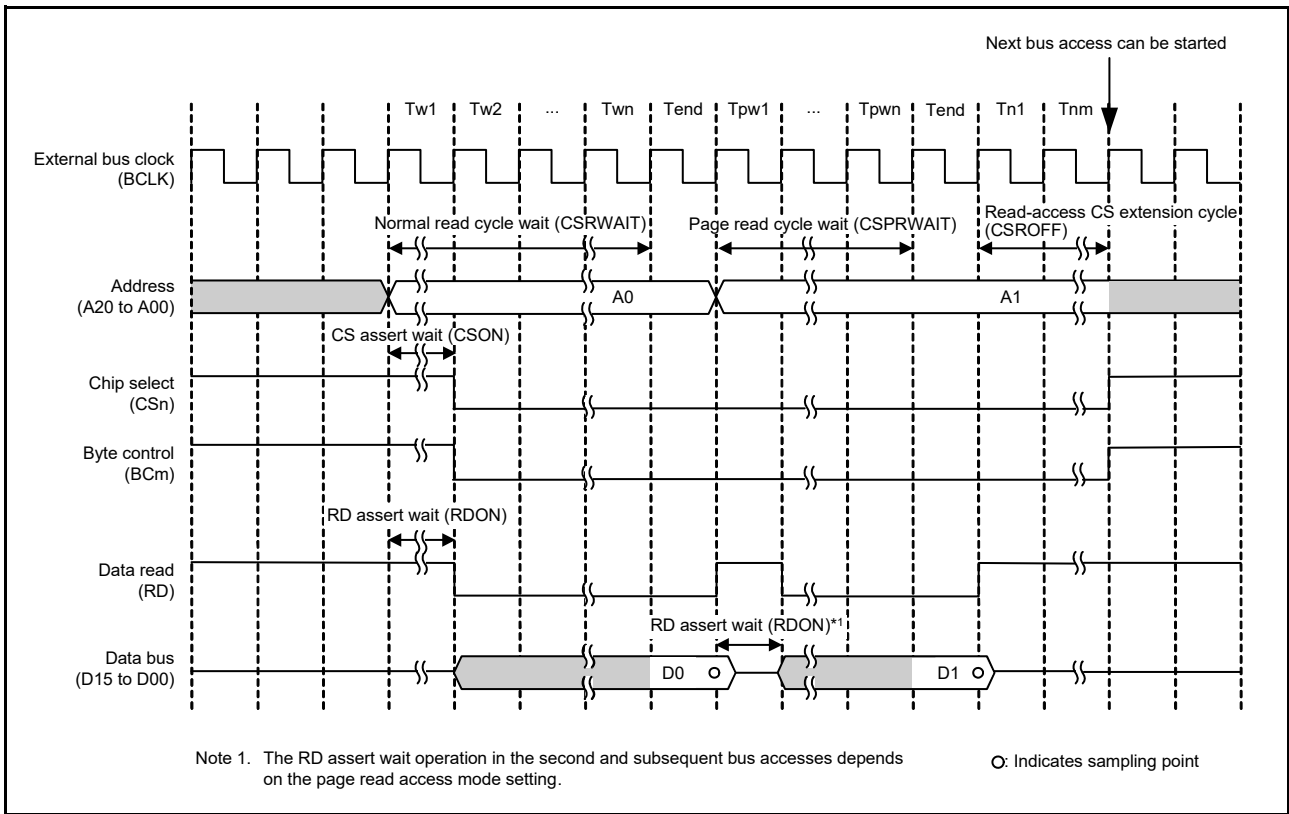 Next bus access can be started
Tw1 Tw2 ... Twn Tend Tpw1 ... Tpwn Tend Tn1 Tnm
External bus clock
(BCLK)
Normal read cycle wait (CSRWAIT)
Page read cycle wait (CSPRWAIT)
Read-access CS extension cycle
(CSROFF)
Address
(A20 to A00)
A0
A1
CS assert wait (CSON)
Chip select
(CSn)
Byte control
(BCm)
RD assert wait (RDON)
Data read
(RD)
RD assert wait (RDON)*1
Data bus
(D15 to D00)
D0
D1
Note 1. The RD assert wait operation in the second and subsequent bus accesses depends
on the page read access mode setting.
O: Indicates sampling point